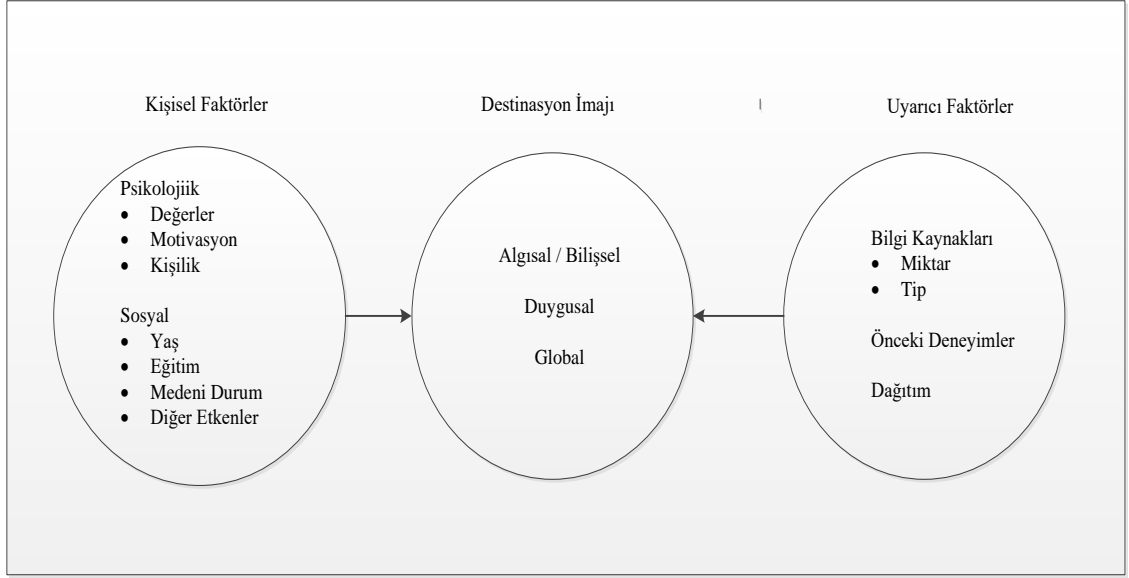 Kişisel Faktörler
Psikolojiik
• Değerler
• Motivasyon
• Kişilik
Sosyal
• Yaş
• Eğitim
• Medeni Durum
• Diğer Etkenler
Destinasyon İmajı
Algısal / Bilişsel
Duygusal
Global
Uyarıcı Faktörler
Bilgi Kaynakları
• Miktar
• Tip
Önceki Deneyimler
Dağıtım